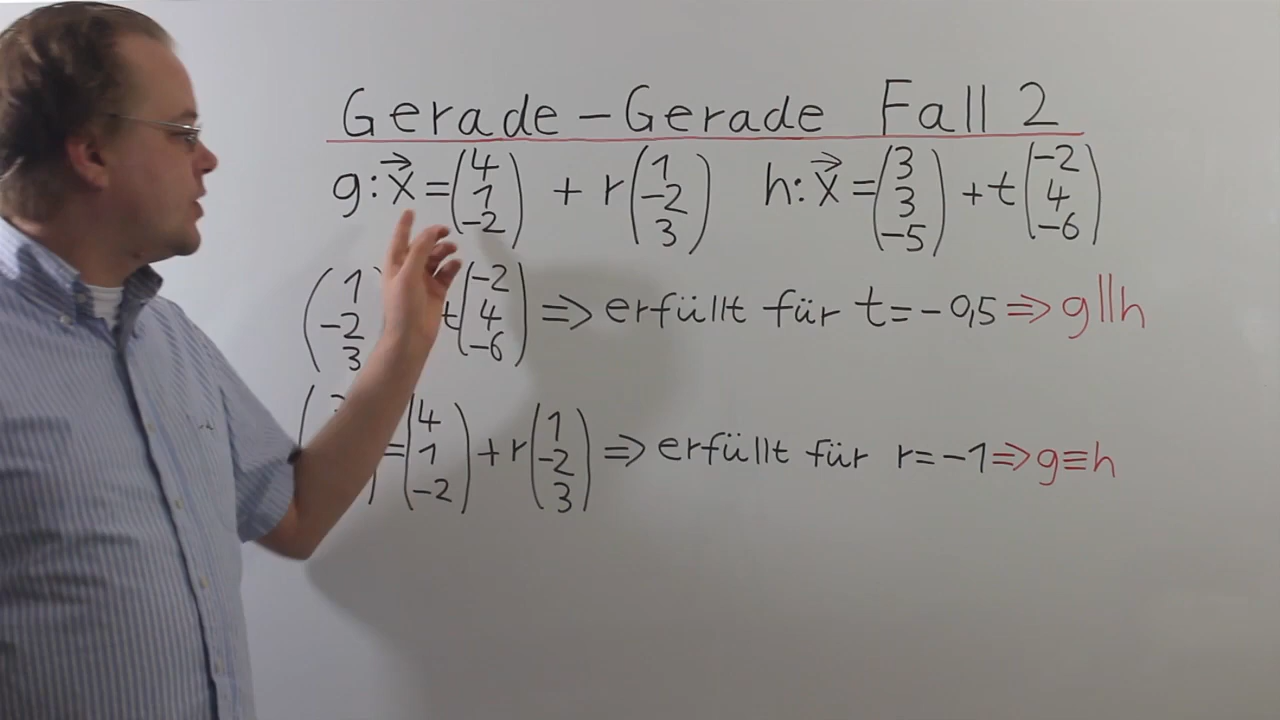 Gerade – Gerade Fall 2
g: x⃗ = (4 1 -2) + r (1 -2 3) h: x⃗ = (3 3 -5) + t (-2 4 -6)
(1 -2 3) t (-2 4 -6) ⇒ erfüllt für t = -0,5 ⇒ g || h
= (4 1 -2) + r (1 -2 3) ⇒ erfüllt für r = -1 ⇒ g ≡ h